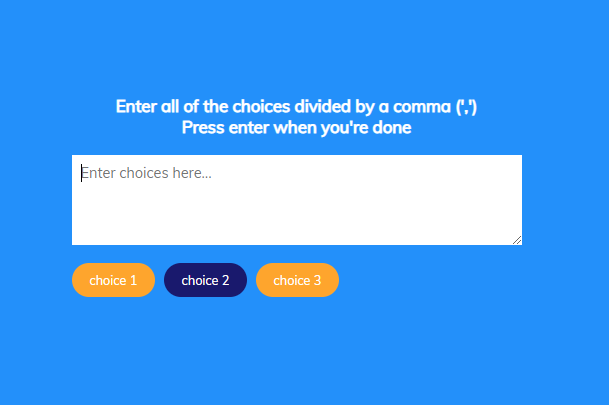 Enter all of the choices divided by a comma (',')
Press enter when you're done
Enter choices here...
choice 1
choice 2
choice 3